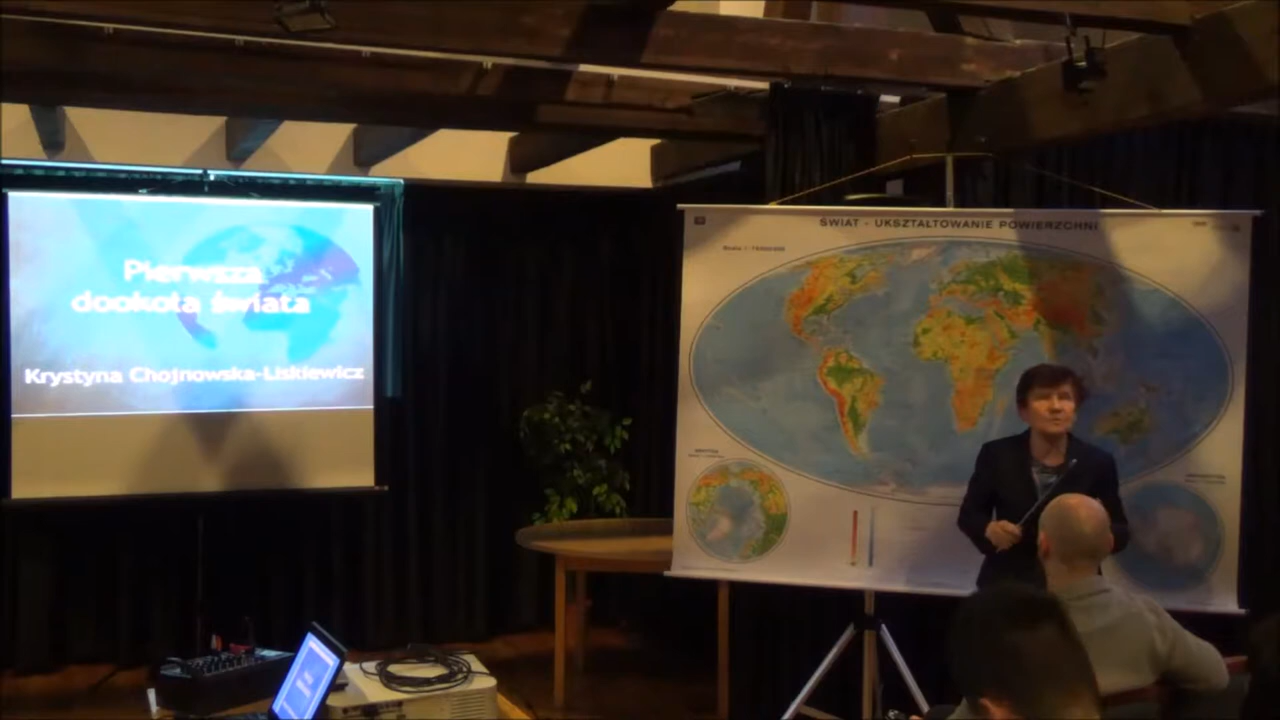 Pierwsza
dookoła świata
Krystyna Chojnowska-Liskiewicz
ŚWIAT - UKSZTAŁTOWANIE POWIERZCHNI